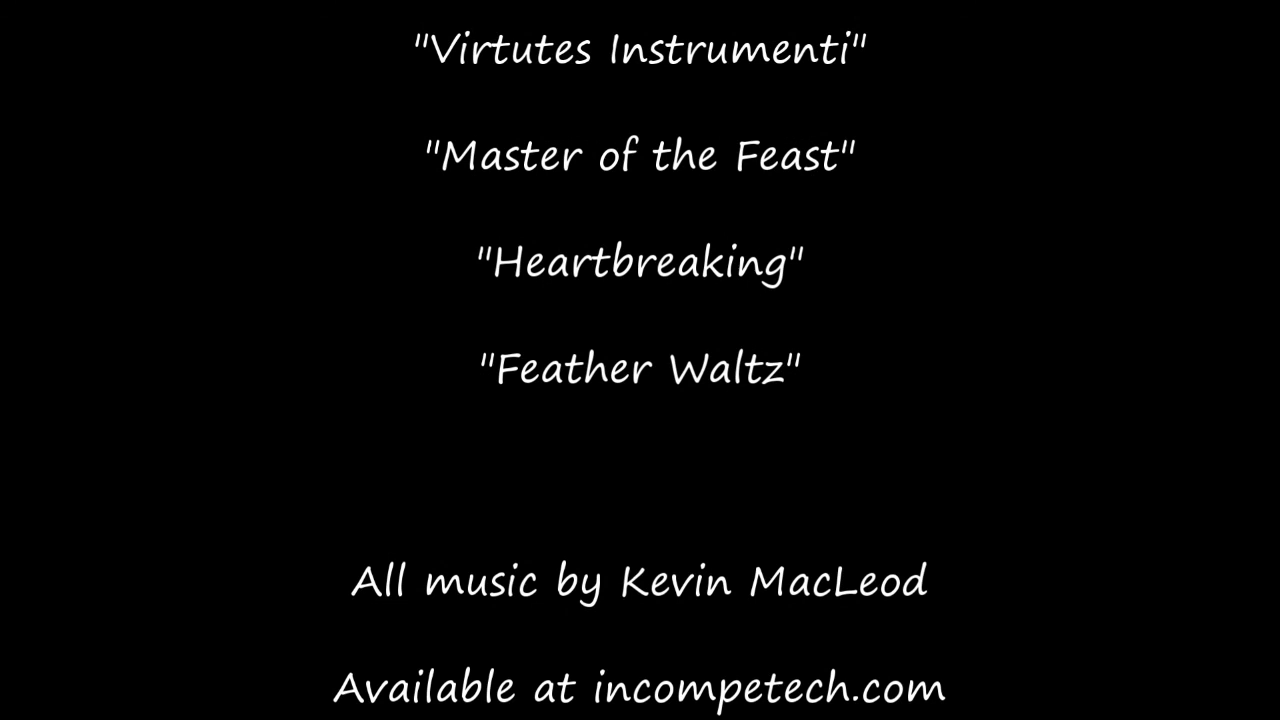 "Virtutes Instrumenti"
"Master of the Feast"
"Heartbreaking"
"Feather Waltz"
All music by Kevin MacLeod
Available at incompetech.com